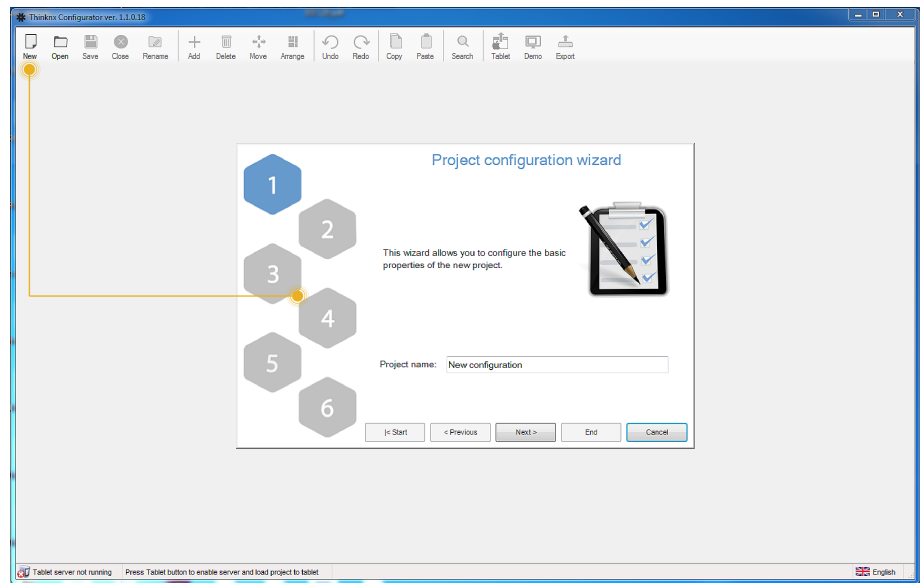 Thinknx Configurator ver. 1.1.0.18
New Open Save Close Rename Add Delete Move Arrange Undo Redo Copy Paste Search Tablet Demo Export
Project configuration wizard
1
2
3
4
5
6
This wizard allows you to configure the basic
properties of the new project.
Project name: New configuration
|< Start < Previous Next > End Cancel
Tablet server not running Press Tablet button to enable server and load project to tablet English